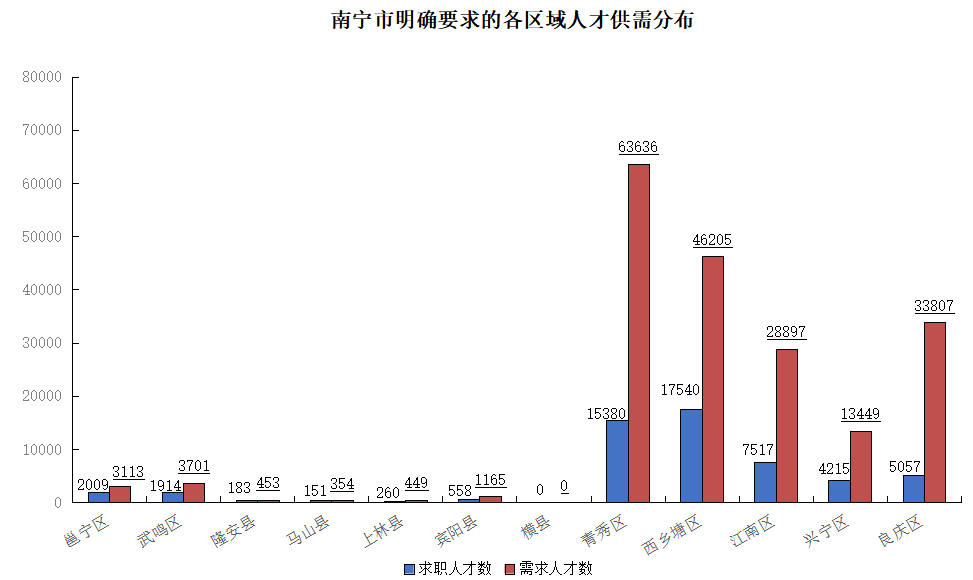 南宁市明确要求的各区域人才供需分布
80000
70000
60000
50000
40000
30000
20000
10000
0
2009 3113
1914 3701
183 453
151 354
260 449
558 1165
0 0
15380 63636
17540 46205
7517 28897
4215 13449
5057 33807
邕宁区
武鸣区
隆安县
马山县
上林县
宾阳县
横县
青秀区
西乡塘区
江南区
兴宁区
良庆区
求职人才数 需求人才数